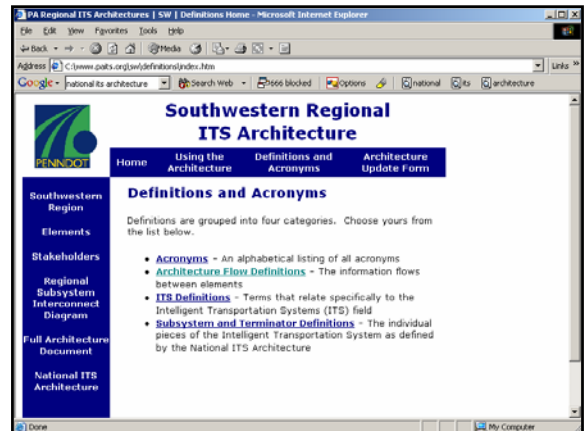 PA Regional ITS Architectures | SW | Definitions Home - Microsoft Internet Explorer
File Edit View Favorites Tools Help
Back Media
Address C:\www.paits.org\sw\definitions\index.htm Links »
Google national its architecture Search Web 5666 blocked Options national its architecture
Southwestern Regional
ITS Architecture
PENNDOT
Home Using the Architecture Definitions and Acronyms Architecture Update Form
Southwestern
Region
Elements
Stakeholders
Regional
Subsystem
Interconnect
Diagram
Full Architecture
Document
National ITS
Architecture
Definitions and Acronyms
Definitions are grouped into four categories. Choose yours from
the list below.
• Acronyms - An alphabetical listing of all acronyms
• Architecture Flow Definitions - The information flows
between elements
• ITS Definitions - Terms that relate specifically to the
Intelligent Transportation Systems (ITS) field
• Subsystem and Terminator Definitions - The individual
pieces of the Intelligent Transportation System as defined
by the National ITS Architecture
Done My Computer